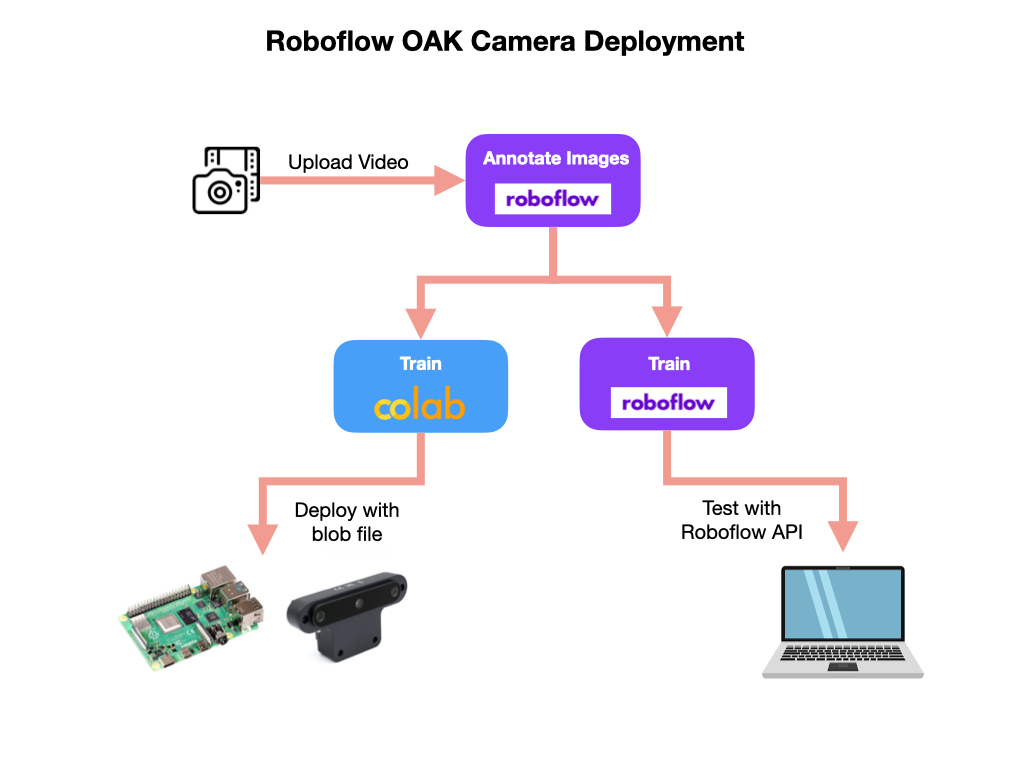 Roboflow OAK Camera Deployment
Upload Video
Annotate Images
roboflow
Train
colab
Train
roboflow
Deploy with
blob file
Test with
Roboflow API